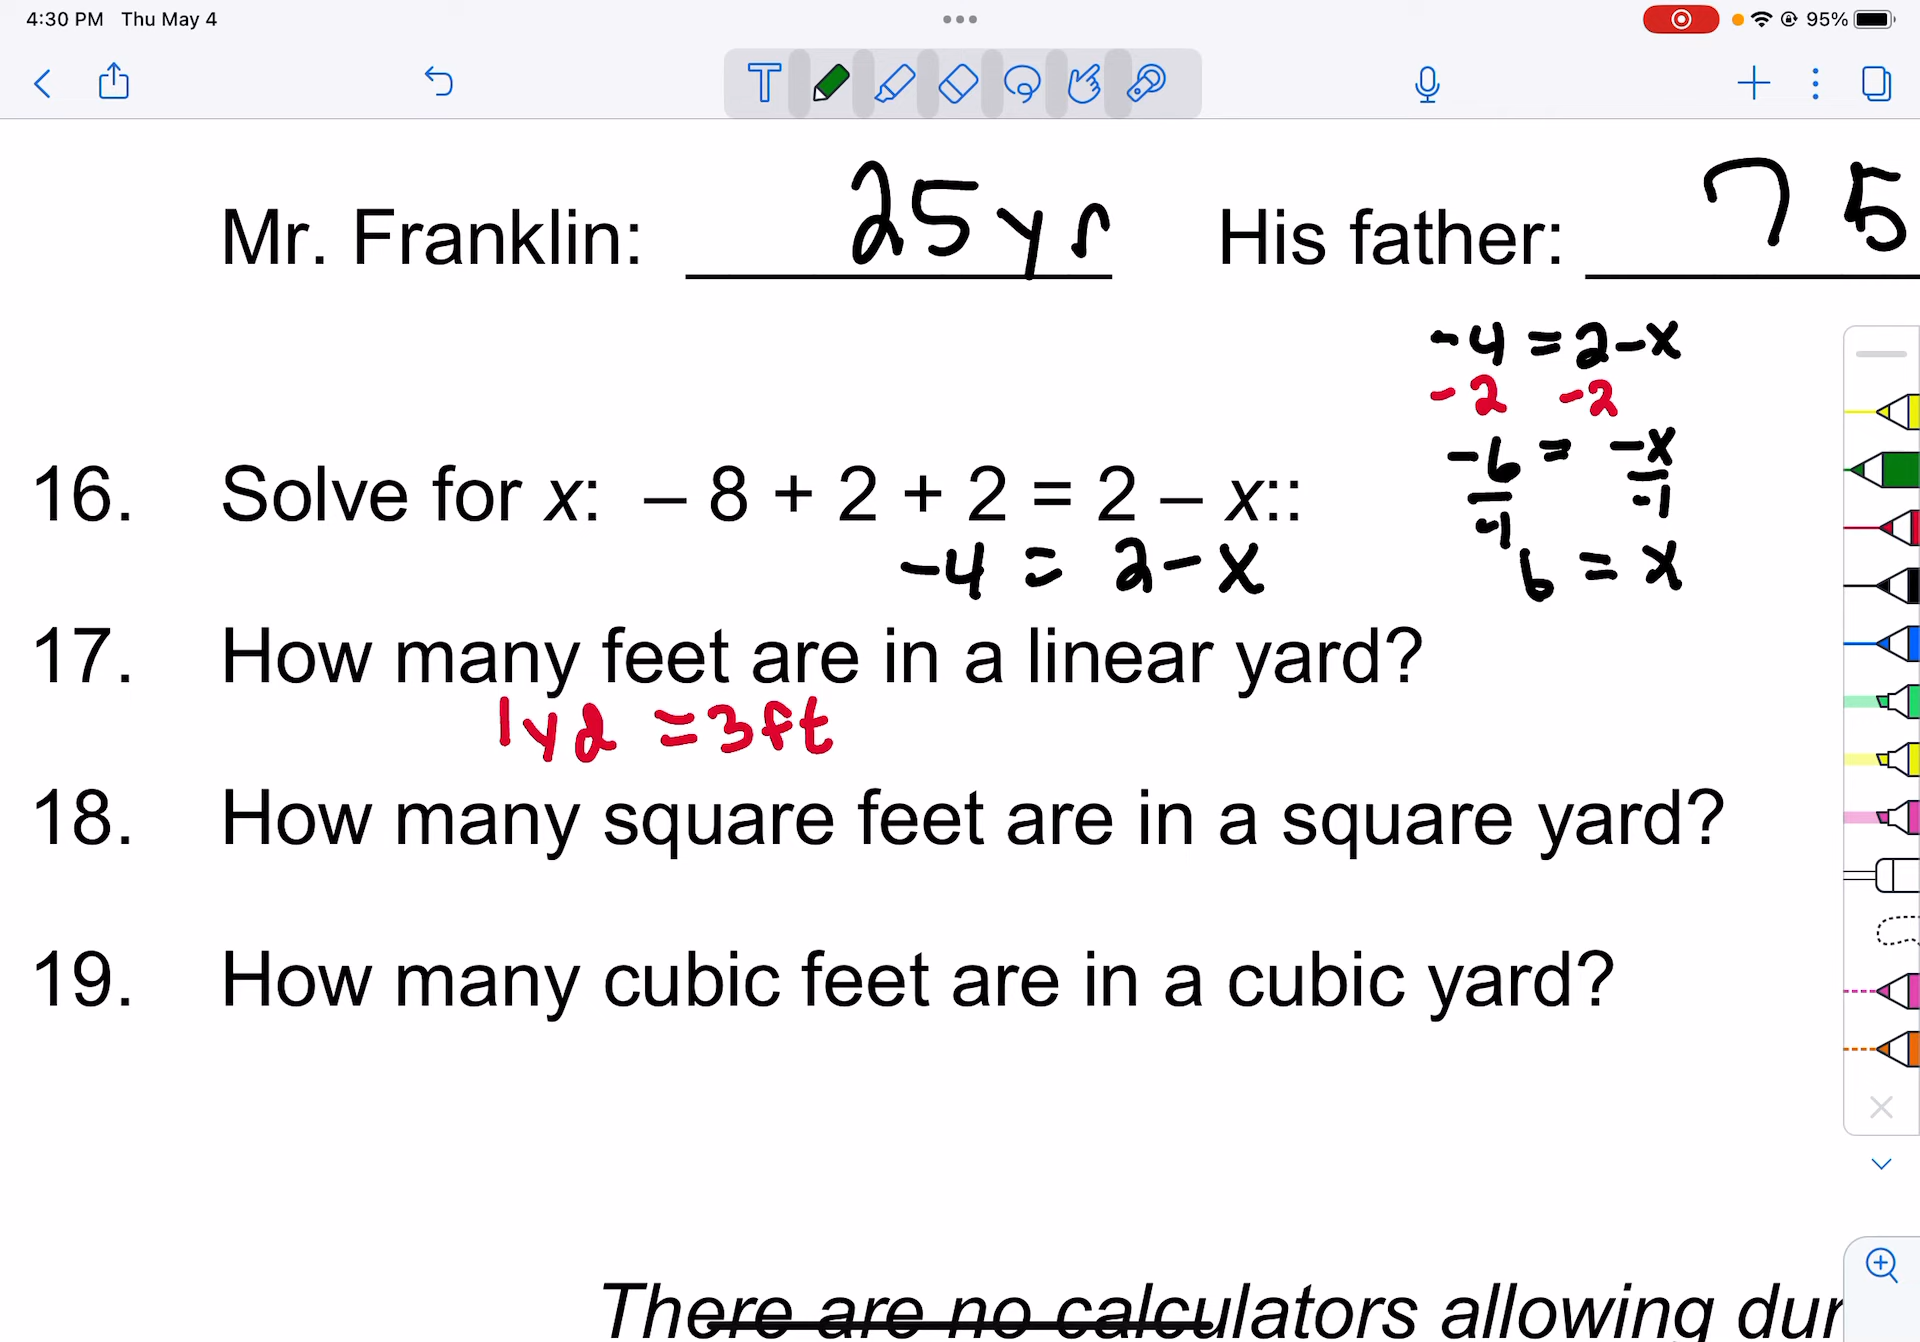 4:30 PM Thu May 4
95%
Mr. Franklin: 25 yr His father: 75
-4 = 2-x
-2 -2
-6 = -x
-1 -1
6 = x
16. Solve for x: – 8 + 2 + 2 = 2 – x::
-4 = 2-x
17. How many feet are in a linear yard?
1yd = 3ft
18. How many square feet are in a square yard?
19. How many cubic feet are in a cubic yard?
There are no calculators allowing dur